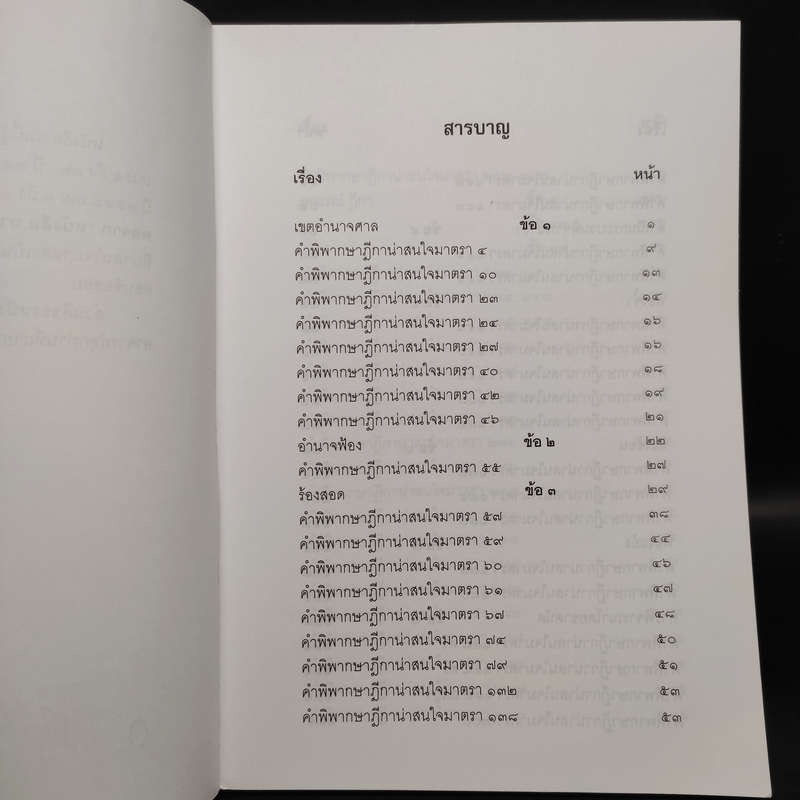 สารบาญ
เรื่อง หน้า
เขตอำนาจศาล ข้อ ๑ ๑
คำพิพากษาฎีกาน่าสนใจมาตรา ๔ ๙
คำพิพากษาฎีกาน่าสนใจมาตรา ๑๐ ๑๓
คำพิพากษาฎีกาน่าสนใจมาตรา ๒๓ ๑๔
คำพิพากษาฎีกาน่าสนใจมาตรา ๒๔ ๑๖
คำพิพากษาฎีกาน่าสนใจมาตรา ๒๗ ๑๖
คำพิพากษาฎีกาน่าสนใจมาตรา ๔๐ ๑๘
คำพิพากษาฎีกาน่าสนใจมาตรา ๔๒ ๑๙
คำพิพากษาฎีกาน่าสนใจมาตรา ๔๖ ๒๑
อำนาจฟ้อง ข้อ ๒ ๒๒
คำพิพากษาฎีกาน่าสนใจมาตรา ๕๕ ๒๗
ร้องสอด ข้อ ๓ ๒๙
คำพิพากษาฎีกาน่าสนใจมาตรา ๕๗ ๓๘
คำพิพากษาฎีกาน่าสนใจมาตรา ๕๙ ๔๔
คำพิพากษาฎีกาน่าสนใจมาตรา ๖๐ ๔๖
คำพิพากษาฎีกาน่าสนใจมาตรา ๖๑ ๔๗
คำพิพากษาฎีกาน่าสนใจมาตรา ๖๗ ๔๘
คำพิพากษาฎีกาน่าสนใจมาตรา ๗๔ ๕๐
คำพิพากษาฎีกาน่าสนใจมาตรา ๗๙ ๕๑
คำพิพากษาฎีกาน่าสนใจมาตรา ๑๓๒ ๕๓
คำพิพากษาฎีกาน่าสนใจมาตรา ๑๓๘ ๕๓